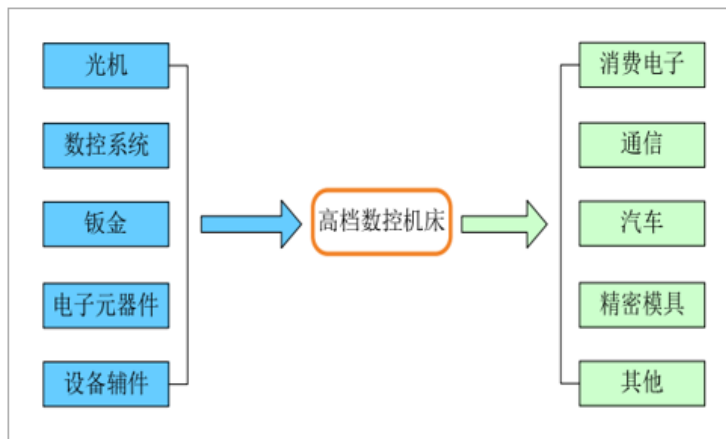 光机
数控系统
钣金
电子元器件
设备辅件
高档数控机床
消费电子
通信
汽车
精密模具
其他